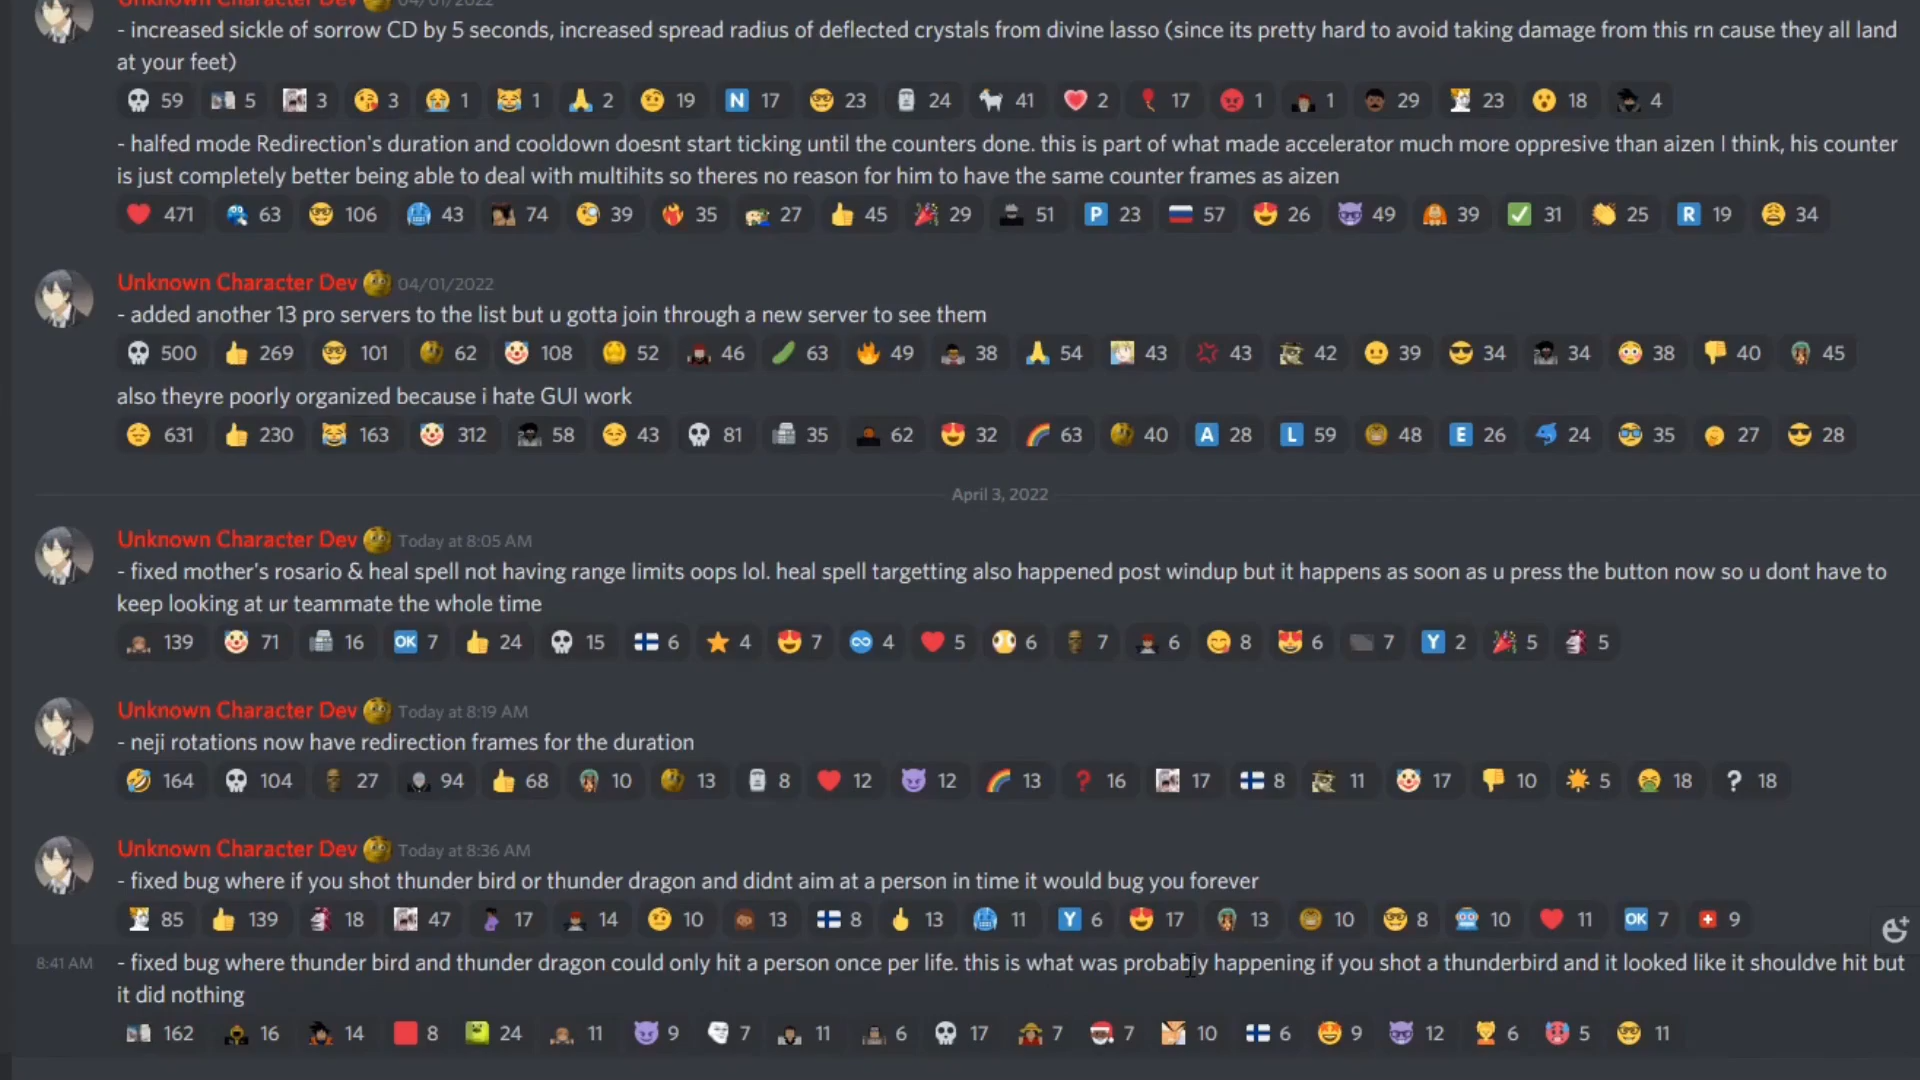 Unknown Character Dev 04/01/2022
- increased sickle of sorrow CD by 5 seconds, increased spread radius of deflected crystals from divine lasso (since its pretty hard to avoid taking damage from this rn cause they all land
at your feet)
59 5 3 3 1 1 2 19 N 17 23 24 41 2 17 1 1 29 23 18 4
- halfed mode Redirection's duration and cooldown doesnt start ticking until the counters done. this is part of what made accelerator much more oppresive than aizen I think, his counter
is just completely better being able to deal with multihits so theres no reason for him to have the same counter frames as aizen
471 63 106 43 74 39 35 27 45 29 51 P 23 57 26 49 39 31 25 R 19 34
Unknown Character Dev 04/01/2022
- added another 13 pro servers to the list but u gotta join through a new server to see them
500 269 101 62 108 52 46 63 49 38 54 43 43 42 39 34 34 38 40 45
also theyre poorly organized because i hate GUI work
631 230 163 312 58 43 81 35 62 32 63 40 A 28 L 59 48 E 26 24 35 27 28
April 3, 2022
Unknown Character Dev Today at 8:05 AM
- fixed mother's rosario & heal spell not having range limits oops lol. heal spell targetting also happened post windup but it happens as soon as u press the button now so u dont have to
keep looking at ur teammate the whole time
139 71 16 OK 7 24 15 6 4 7 4 5 6 7 6 8 6 7 Y 2 5 5
Unknown Character Dev Today at 8:19 AM
- neji rotations now have redirection frames for the duration
164 104 27 94 68 10 13 8 12 12 13 ? 16 17 8 11 17 10 5 18 ? 18
Unknown Character Dev Today at 8:36 AM
- fixed bug where if you shot thunder bird or thunder dragon and didnt aim at a person in time it would bug you forever
85 139 18 47 17 14 10 13 8 13 11 Y 6 17 13 10 8 10 11 OK 7 9
8:41 AM - fixed bug where thunder bird and thunder dragon could only hit a person once per life. this is what was probably happening if you shot a thunderbird and it looked like it shouldve hit but
it did nothing
162 16 14 8 24 11 9 7 11 6 17 7 7 10 6 9 12 6 5 11